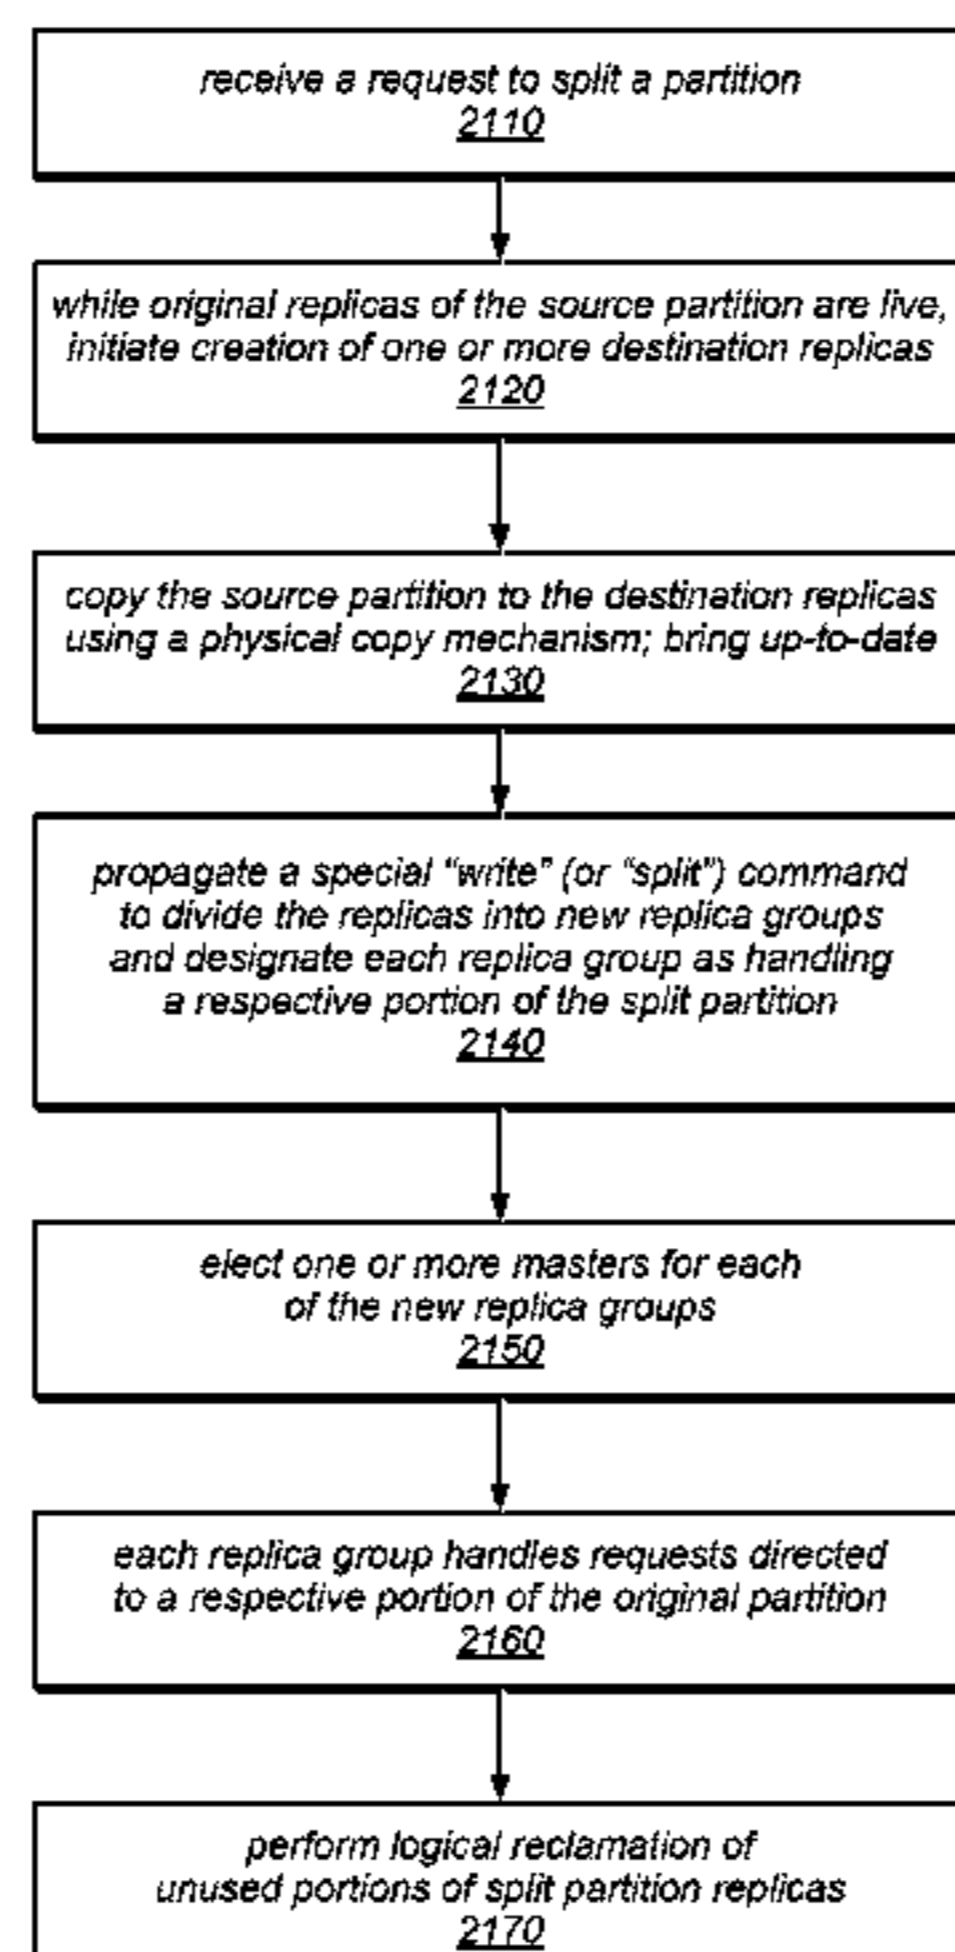 receive a request to split a partition
2110
while original replicas of the source partition are live,
initiate creation of one or more destination replicas
2120
copy the source partition to the destination replicas
using a physical copy mechanism; bring up-to-date
2130
propagate a special “write” (or “split”) command
to divide the replicas into new replica groups
and designate each replica group as handling
a respective portion of the split partition
2140
elect one or more masters for each
of the new replica groups
2150
each replica group handles requests directed
to a respective portion of the original partition
2160
perform logical reclamation of
unused portions of split partition replicas
2170